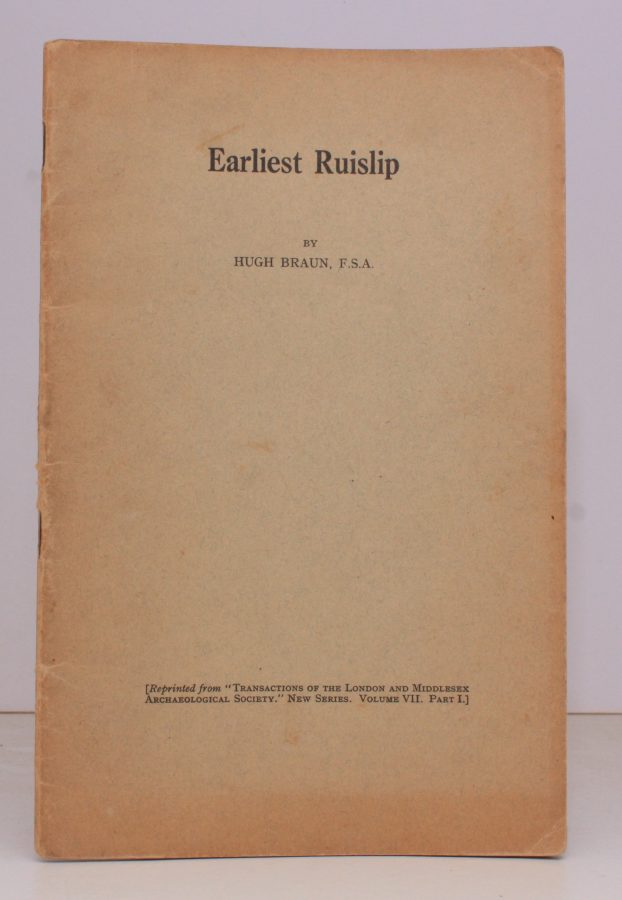 Earliest Ruislip
BY
HUGH BRAUN, F.S.A.
[Reprinted from "TRANSACTIONS OF THE LONDON AND MIDDLESEX
ARCHAEOLOGICAL SOCIETY." NEW SERIES. VOLUME VII. PART I.]